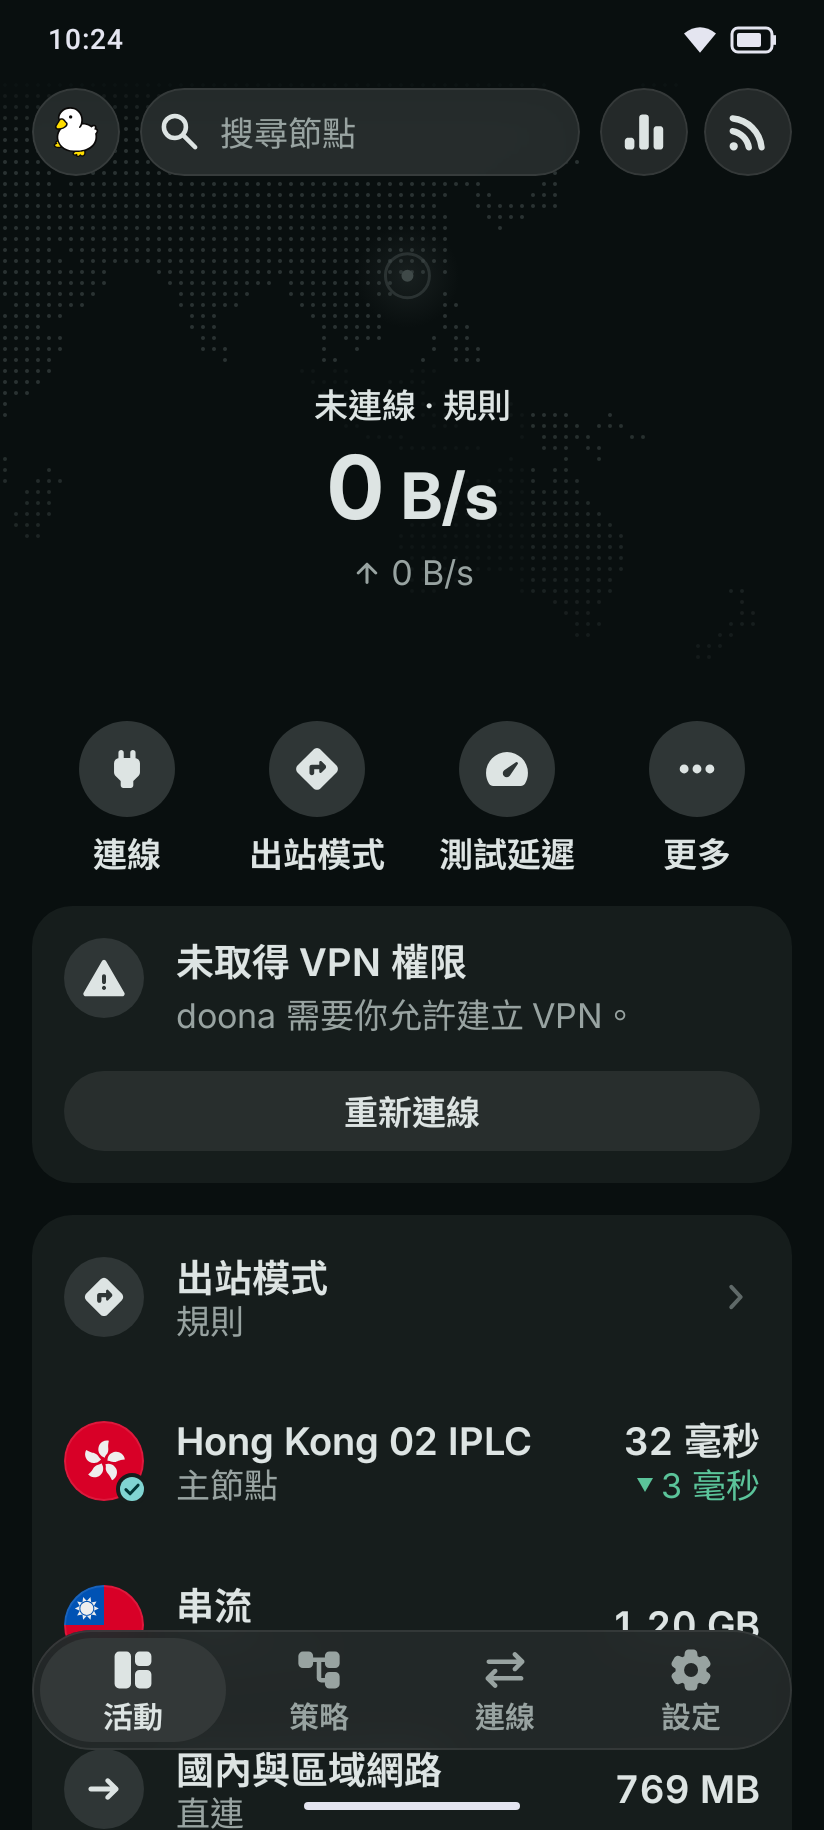 10:24
搜尋節點
未連線 · 規則
0 B/s
↑ 0 B/s
連線
出站模式
測試延遲
更多
未取得 VPN 權限
doona 需要你允許建立 VPN。
重新連線
出站模式
規則
Hong Kong 02 IPLC
32 毫秒
主節點
▼3 毫秒
串流
1.20 GB
活動
策略
連線
設定
國內與區域網路
769 MB
直連